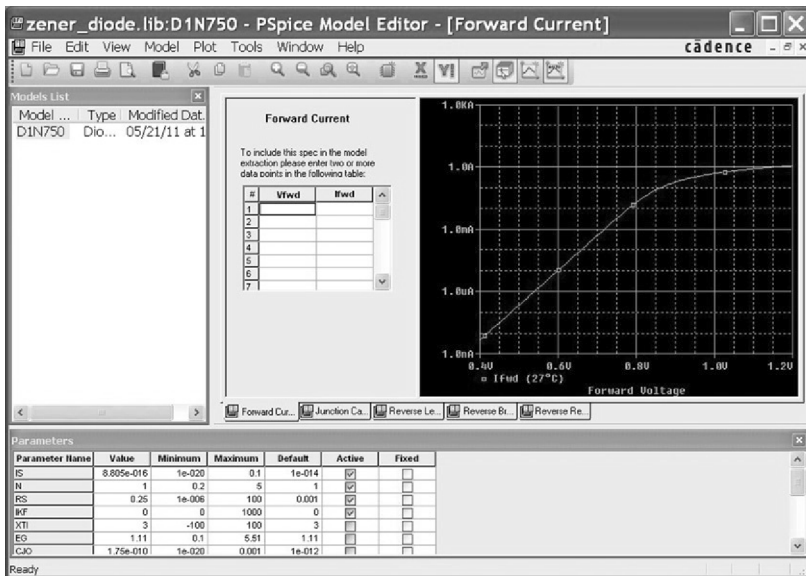 zener_diode.lib:D1N750 - PSpice Model Editor - [Forward Current]
File Edit View Model Plot Tools Window Help
cādence
Models List
Model ... Type Modified Dat.
D1N750 Dio... 05/21/11 at 1
Forward Current
To include this spec in the model
extraction please enter two or more
data points in the following table:
# Vfwd Ifwd
1
2
3
4
5
6
7
1.0KA
1.0A
1.0mA
1.0uA
1.0nA
0.4V 0.6V 0.8V 1.0V 1.2V
Ifwd (27°C)
Forward Voltage
Forward Cur... Junction Ca... Reverse Le... Reverse Br... Reverse Re...
Parameters
Parameter Name Value Minimum Maximum Default Active Fixed
IS 8.805e-016 1e-020 0.1 1e-014
N 1 0.2 5 1
RS 0.25 1e-006 100 0.001
IKF 0 0 1000 0
XTI 3 -100 100 3
EG 1.11 0.1 5.51 1.11
CJO 1.75e-010 1e-020 0.001 1e-012
Ready